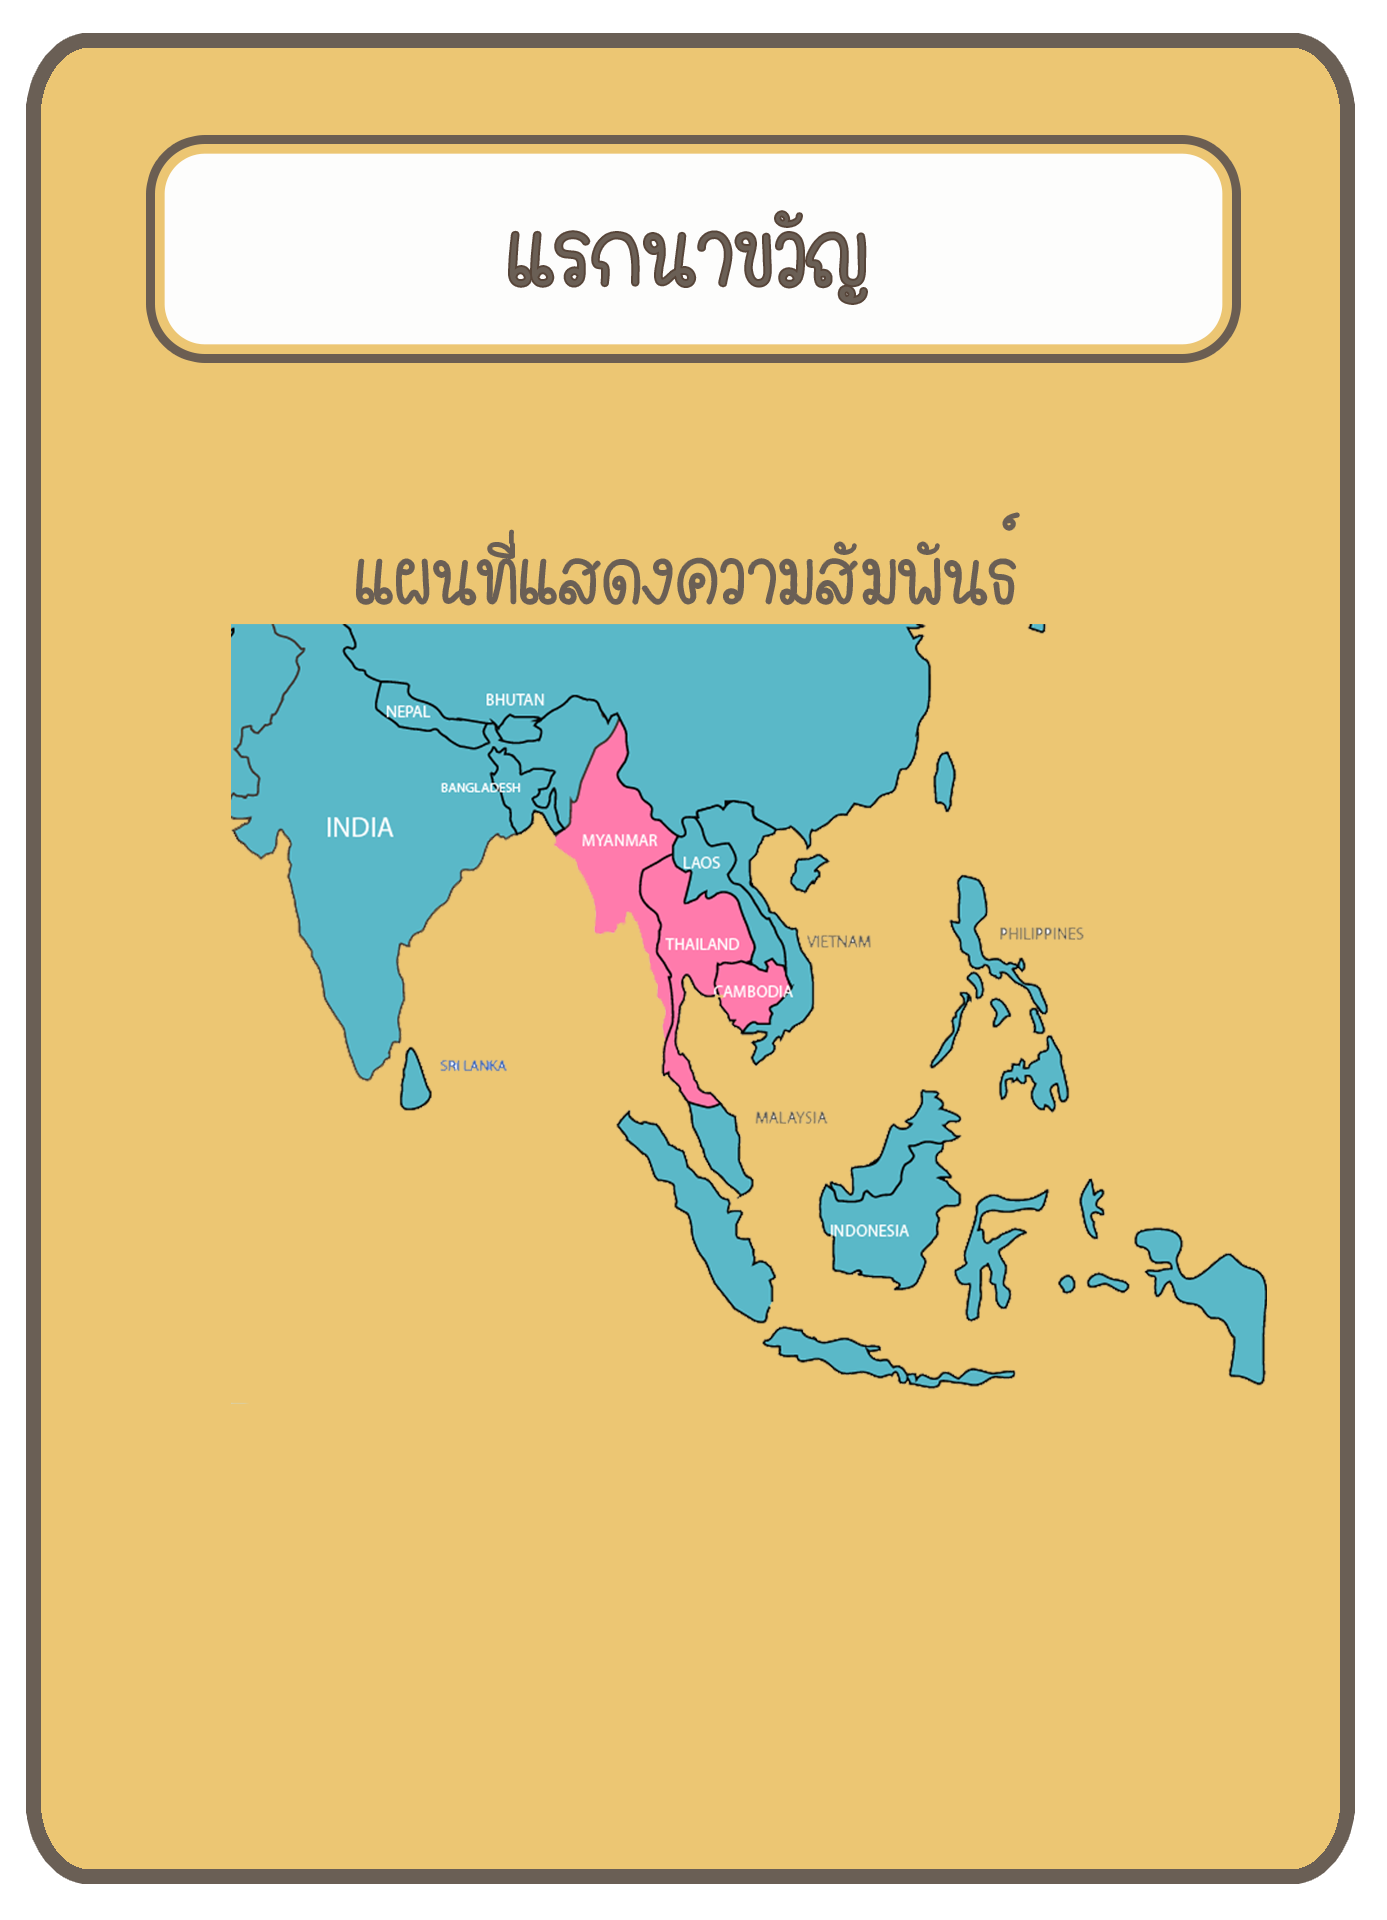 แรกนาขวัญ
แผนที่แสดงความสัมพันธ์
BHUTAN
NEPAL
BANGLADESH
INDIA
MYANMAR
LAOS
THAILAND
VIETNAM
PHILIPPINES
CAMBODIA
SRI LANKA
MALAYSIA
INDONESIA